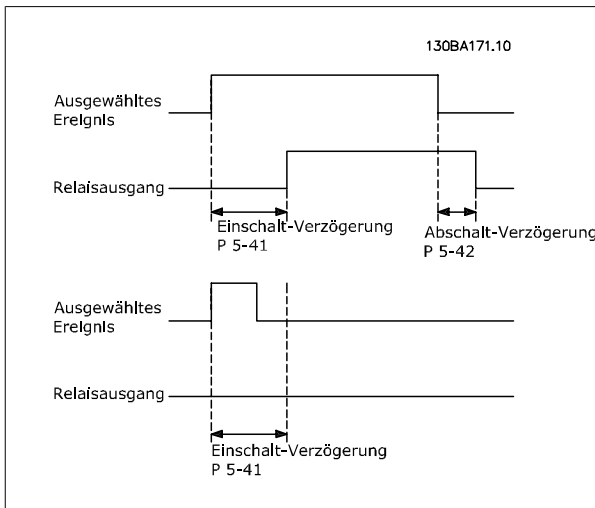 130BA171.10
Ausgewähltes
Ereignis
Relaisausgang
Einschalt-Verzögerung
P 5-41
Abschalt-Verzögerung
P 5-42
Ausgewähltes
Ereignis
Relaisausgang
Einschalt-Verzögerung
P 5-41